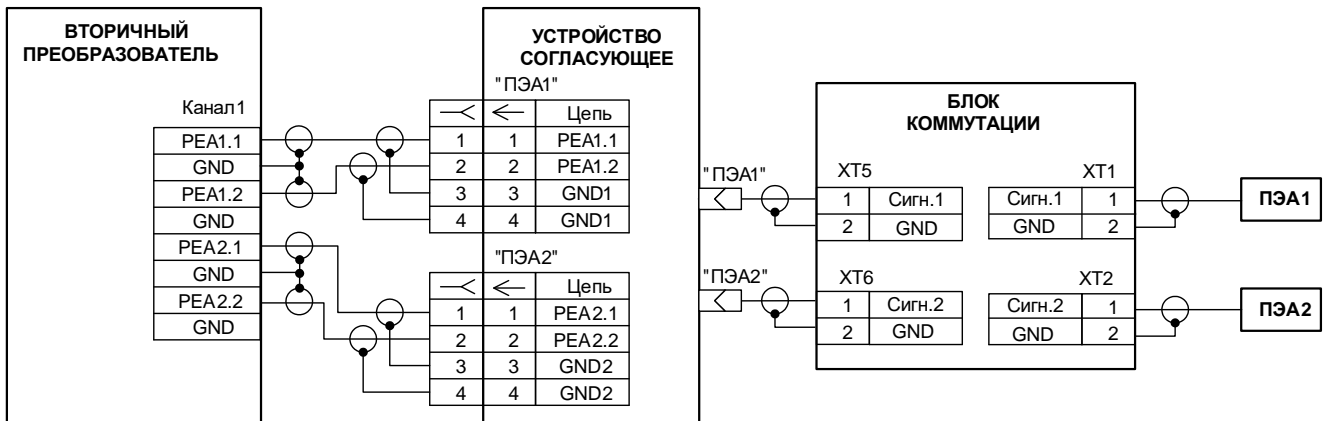 ВТОРИЧНЫЙ
ПРЕОБРАЗОВАТЕЛЬ
Канал 1
PEA1.1
GND
PEA1.2
GND
PEA2.1
GND
PEA2.2
GND
УСТРОЙСТВО
СОГЛАСУЮЩЕЕ
"ПЭА1"
Цепь
1 1 PEA1.1
2 2 PEA1.2
3 3 GND1
4 4 GND1
"ПЭА2"
Цепь
1 1 PEA2.1
2 2 PEA2.2
3 3 GND2
4 4 GND2
"ПЭА1"
"ПЭА2"
БЛОК
КОММУТАЦИИ
XT5
1 Сигн.1
2 GND
XT6
1 Сигн.2
2 GND
XT1
Сигн.1 1
GND 2
XT2
Сигн.2 1
GND 2
ПЭА1
ПЭА2